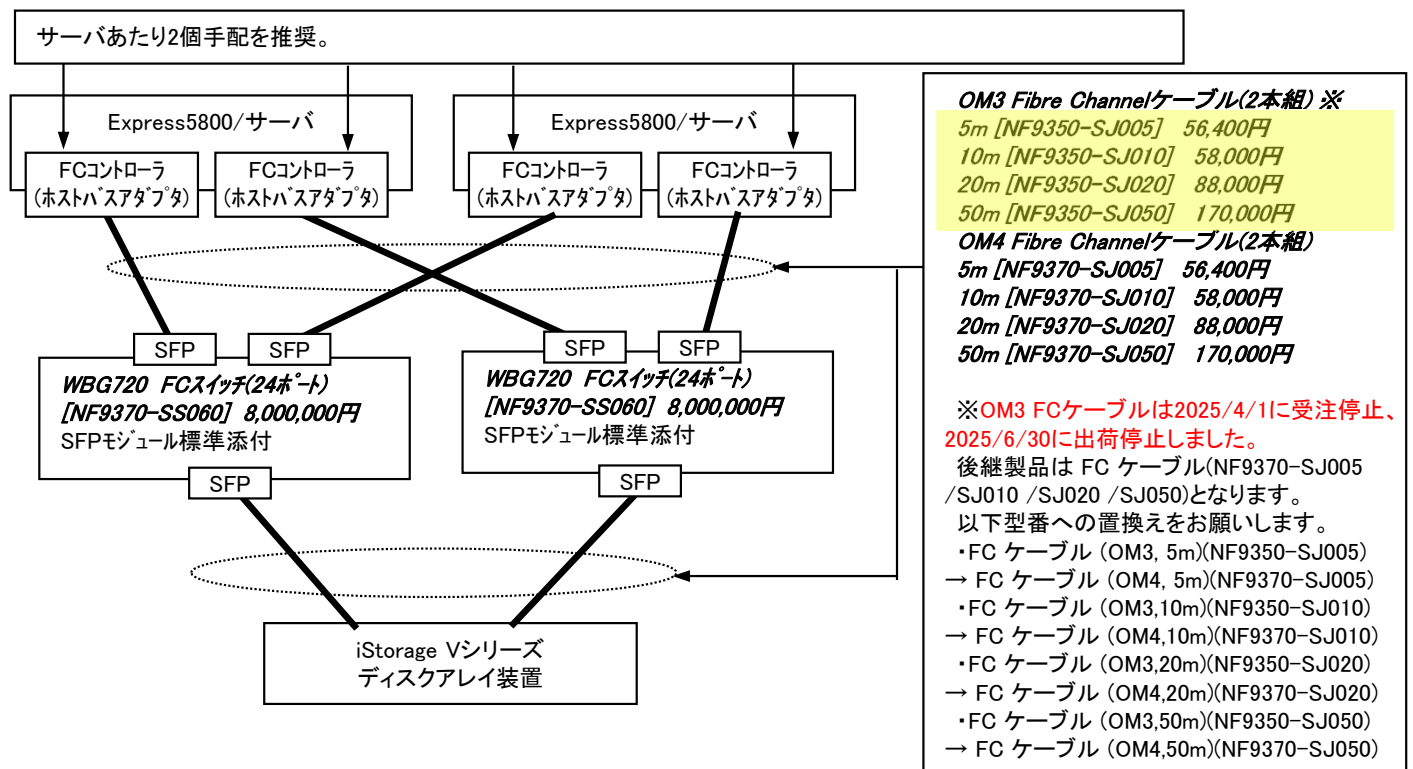 サーバあたり2個手配を推奨。
Express5800/サーバ
FCコントローラ
(ホストバスアダプタ)
FCコントローラ
(ホストバスアダプタ)
Express5800/サーバ
FCコントローラ
(ホストバスアダプタ)
FCコントローラ
(ホストバスアダプタ)
SFP
SFP
WBG720 FCスイッチ(24ポート)
[NF9370-SS060] 8,000,000円
SFPモジュール標準添付
SFP
SFP
SFP
WBG720 FCスイッチ(24ポート)
[NF9370-SS060] 8,000,000円
SFPモジュール標準添付
SFP
iStorage Vシリーズ
ディスクアレイ装置
OM3 Fibre Channelケーブル(2本組) ※
5m [NF9350-SJ005] 56,400円
10m [NF9350-SJ010] 58,000円
20m [NF9350-SJ020] 88,000円
50m [NF9350-SJ050] 170,000円
OM4 Fibre Channelケーブル(2本組)
5m [NF9370-SJ005] 56,400円
10m [NF9370-SJ010] 58,000円
20m [NF9370-SJ020] 88,000円
50m [NF9370-SJ050] 170,000円
※OM3 FCケーブルは2025/4/1に受注停止、
2025/6/30に出荷停止しました。
後継製品は FC ケーブル(NF9370-SJ005
/SJ010 /SJ020 /SJ050)となります。
以下型番への置換えをお願いします。
・FC ケーブル (OM3, 5m)(NF9350-SJ005)
→ FC ケーブル (OM4, 5m)(NF9370-SJ005)
・FC ケーブル (OM3,10m)(NF9350-SJ010)
→ FC ケーブル (OM4,10m)(NF9370-SJ010)
・FC ケーブル (OM3,20m)(NF9350-SJ020)
→ FC ケーブル (OM4,20m)(NF9370-SJ020)
・FC ケーブル (OM3,50m)(NF9350-SJ050)
→ FC ケーブル (OM4,50m)(NF9370-SJ050)